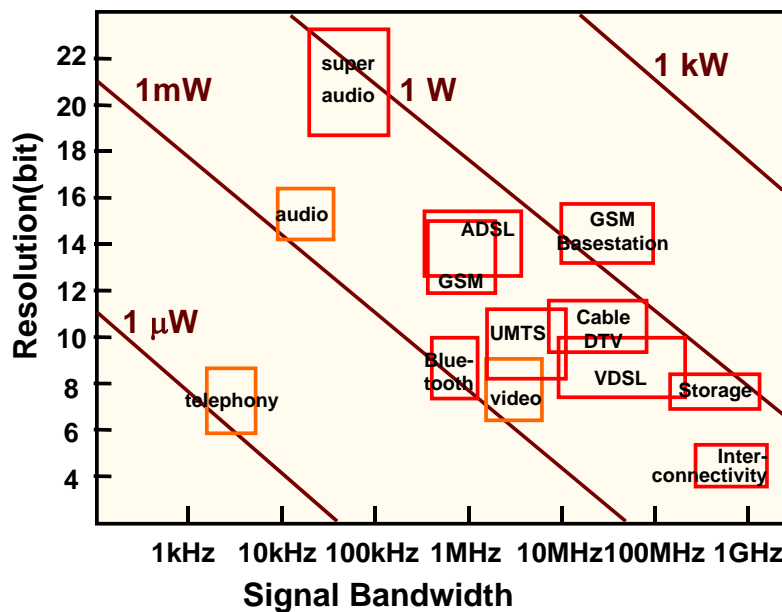 22
20
18
16
14
12
10
8
6
4
Resolution(bit)
1mW
1 W
1 kW
1 μW
super
audio
audio
ADSL
GSM
GSM
Basestation
UMTS
Cable
DTV
Blue-
tooth
video
VDSL
Storage
telephony
Inter-
connectivity
1kHz 10kHz 100kHz 1MHz 10MHz 100MHz 1GHz
Signal Bandwidth